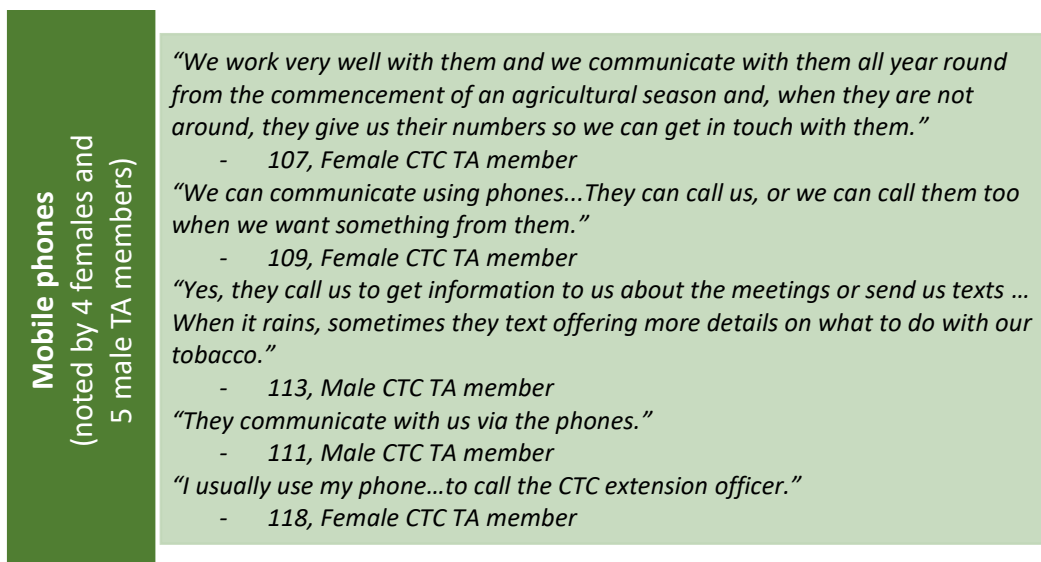 Mobile phones
(noted by 4 females and
5 male TA members)
“We work very well with them and we communicate with them all year round
from the commencement of an agricultural season and, when they are not
around, they give us their numbers so we can get in touch with them.”
- 107, Female CTC TA member
“We can communicate using phones...They can call us, or we can call them too
when we want something from them.”
- 109, Female CTC TA member
“Yes, they call us to get information to us about the meetings or send us texts …
When it rains, sometimes they text offering more details on what to do with our
tobacco.”
- 113, Male CTC TA member
“They communicate with us via the phones.”
- 111, Male CTC TA member
“I usually use my phone…to call the CTC extension officer.”
- 118, Female CTC TA member